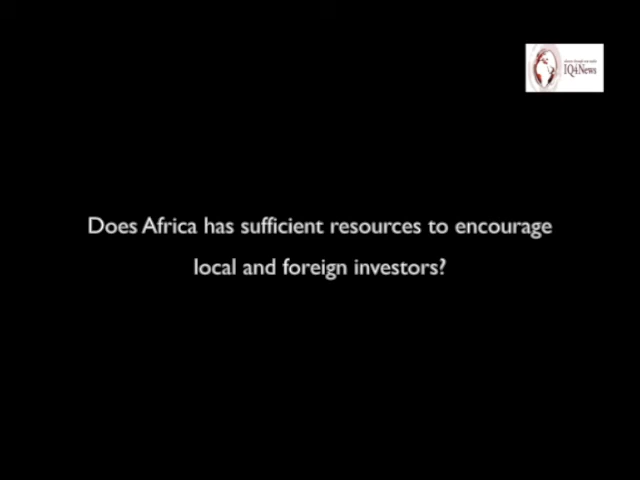 IQ4News
Does Africa has sufficient resources to encourage
local and foreign investors?